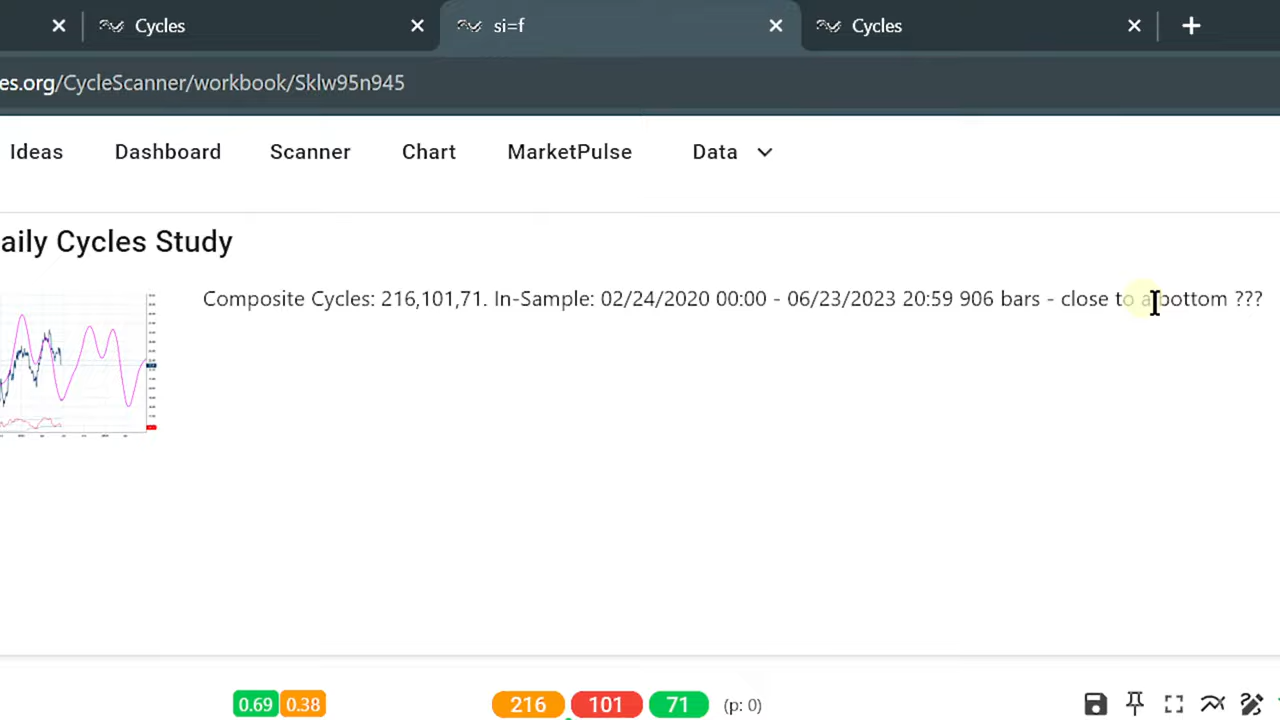 Cycles
si=f
Cycles
es.org/CycleScanner/workbook/Sklw95n945
Ideas Dashboard Scanner Chart MarketPulse Data
aily Cycles Study
Composite Cycles: 216,101,71. In-Sample: 02/24/2020 00:00 - 06/23/2023 20:59 906 bars - close to a bottom ???
0.69 0.38 216 101 71 (p: 0)